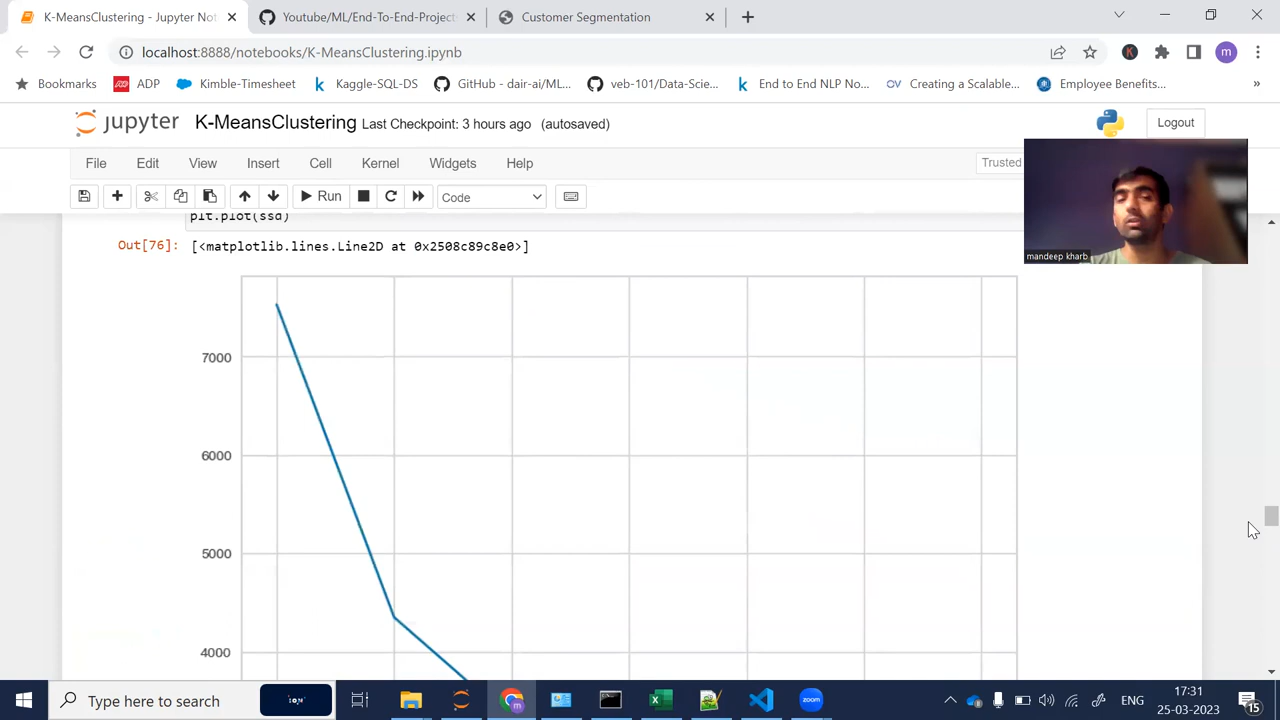 K-MeansClustering - Jupyter No
Youtube/ML/End-To-End-Project
Customer Segmentation
localhost:8888/notebooks/K-MeansClustering.ipynb
K
m
Bookmarks
ADP
Kimble-Timesheet
Kaggle-SQL-DS
GitHub - dair-ai/ML...
veb-101/Data-Scie...
End to End NLP No...
Creating a Scalable...
Employee Benefits...
»
jupyter
K-MeansClustering Last Checkpoint: 3 hours ago (autosaved)
Logout
File
Edit
View
Insert
Cell
Kernel
Widgets
Help
Trusted
Run
Code
mandeep kharb
plt.plot(ssd)
Out[76]: [<matplotlib.lines.Line2D at 0x2508c89c8e0>]
7000
6000
5000
4000
Type here to search
zoom
ENG
17:31
25-03-2023
15